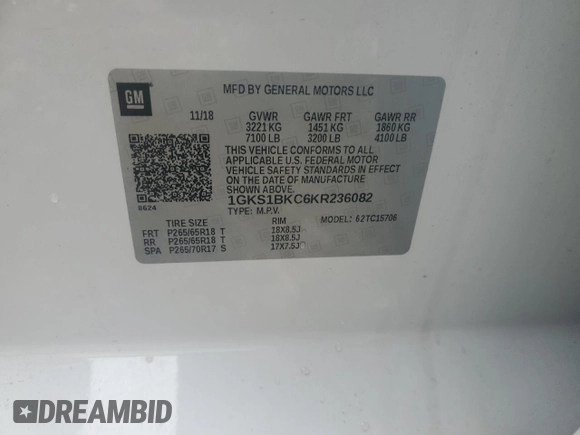 GM
MFD BY GENERAL MOTORS LLC
11/18 GVWR GAWR FRT GAWR RR
3221 KG 1451 KG 1860 KG
7100 LB 3200 LB 4100 LB
THIS VEHICLE CONFORMS TO ALL
APPLICABLE U.S. FEDERAL MOTOR
VEHICLE SAFETY STANDARDS IN EFFECT
ON THE DATE OF MANUFACTURE
SHOWN ABOVE.
1GKS1BKC6KR236082
8624
TYPE: M.P.V. MODEL: 62TC15706
TIRE SIZE RIM
FRT P265/65R18 T 18X8.5J
RR P265/65R18 T 18X8.5J
SPA P265/70R17 S 17X7.5J
DREAMBID